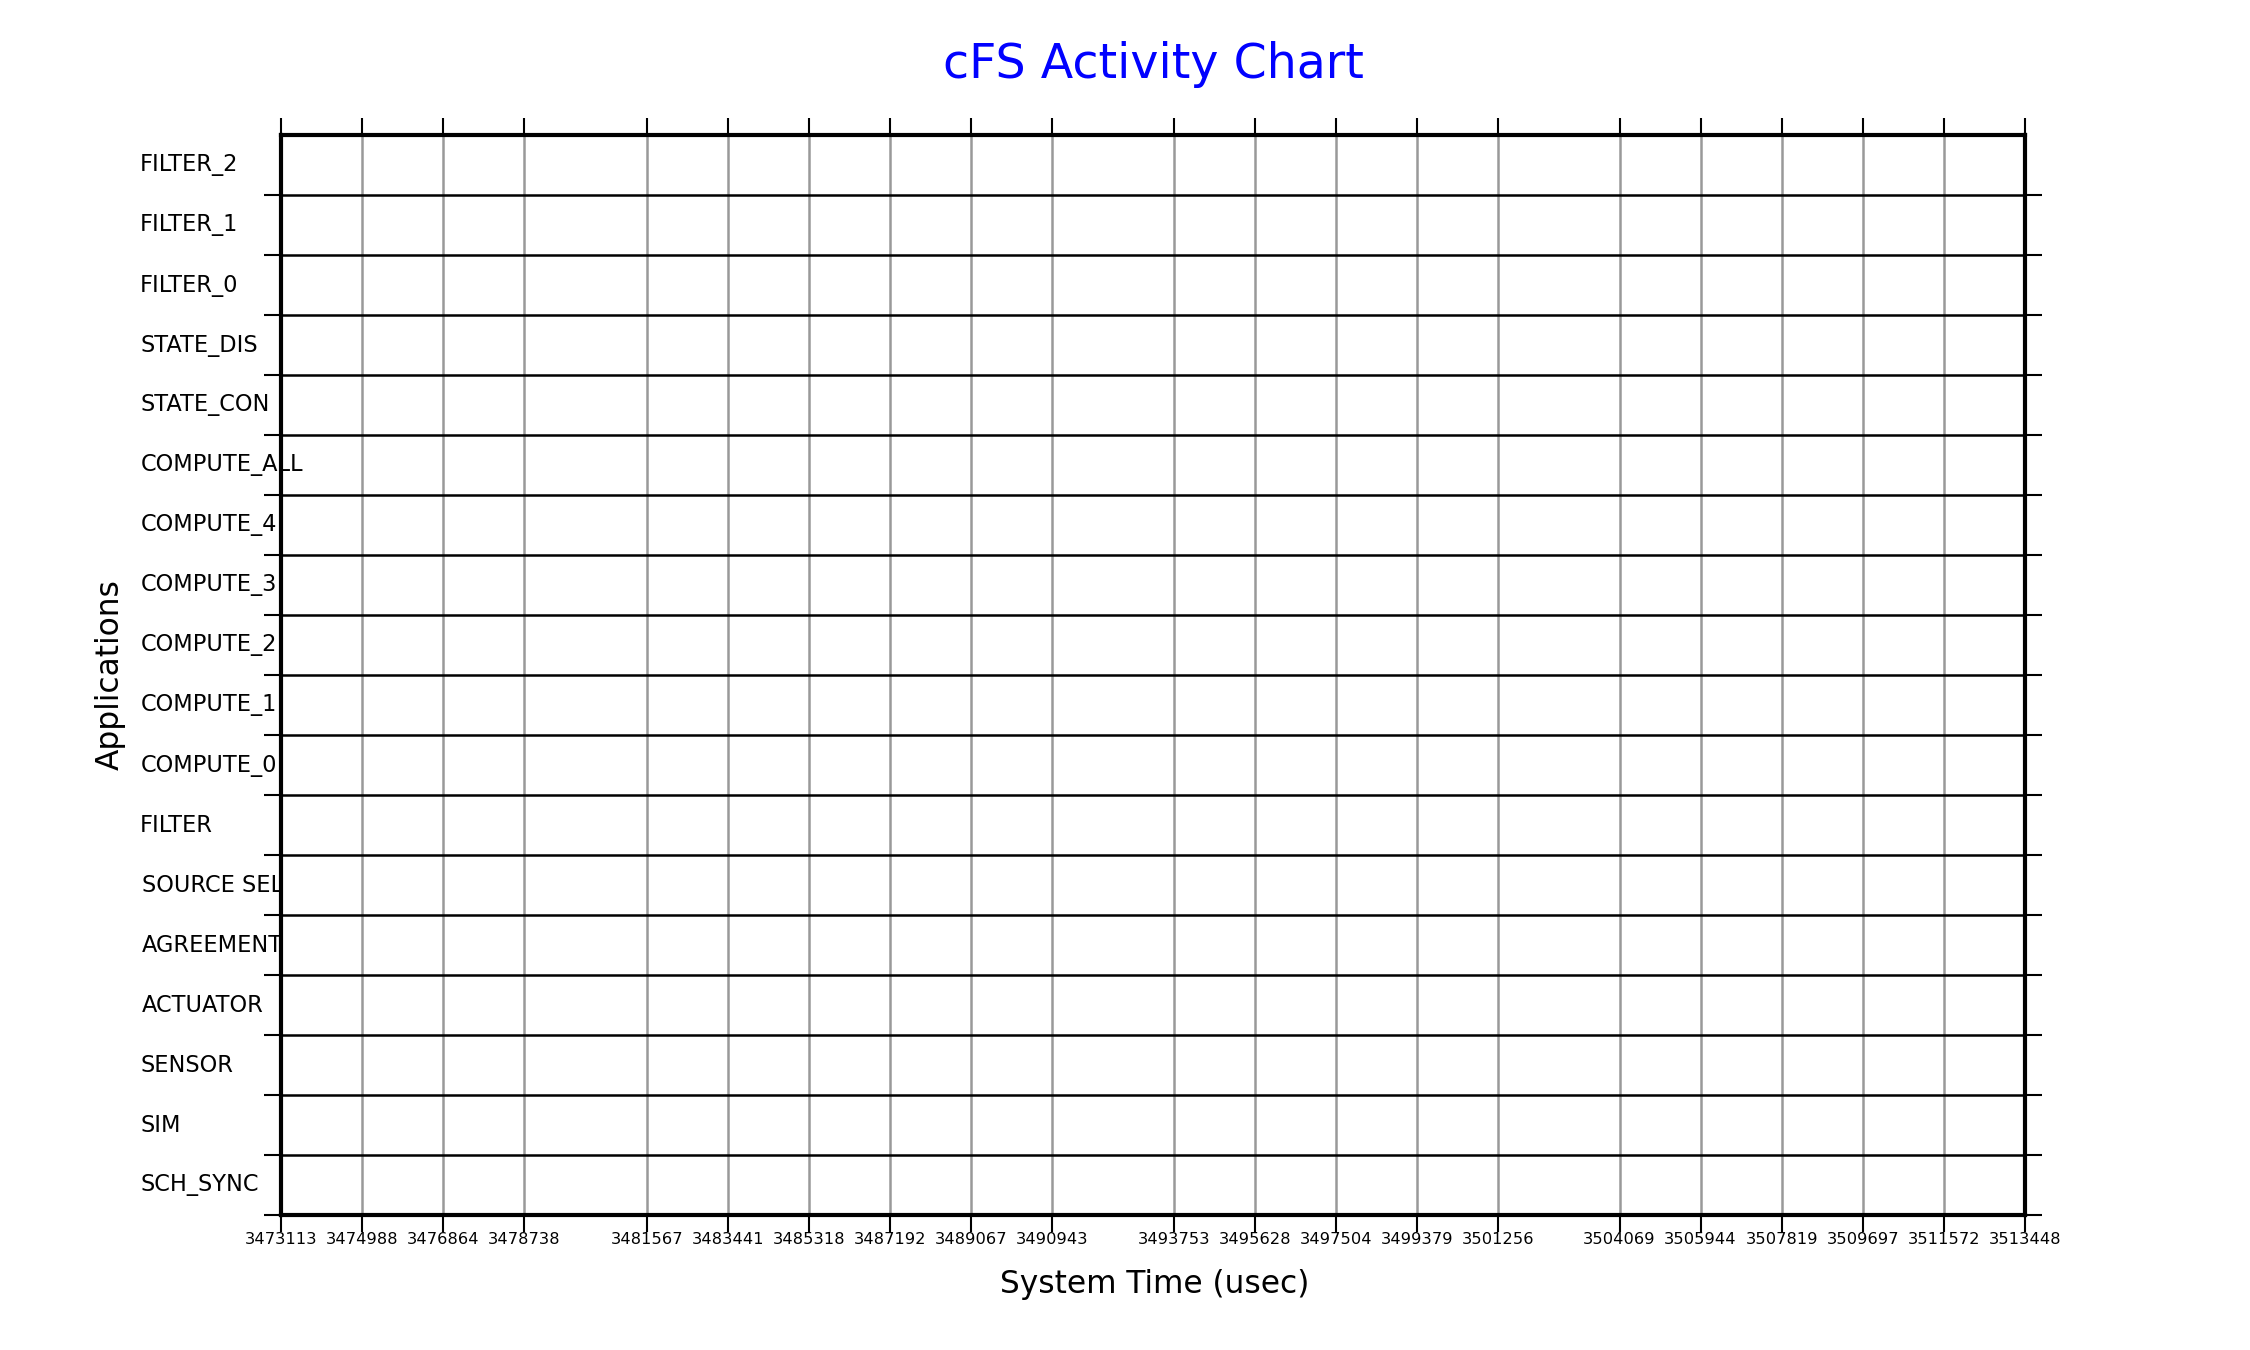 cFS Activity Chart
FILTER_2
FILTER_1
FILTER_0
STATE_DIS
STATE_CON
COMPUTE_ALL
COMPUTE_4
COMPUTE_3
COMPUTE_2
COMPUTE_1
COMPUTE_0
FILTER
SOURCE SEL
AGREEMENT
ACTUATOR
SENSOR
SIM
SCH_SYNC
Applications
3473113 3474988 3476864 3478738 3481567 3483441 3485318 3487192 3489067 3490943 3493753 3495628 3497504 3499379 3501256 3504069 3505944 3507819 3509697 3511572 3513448
System Time (usec)